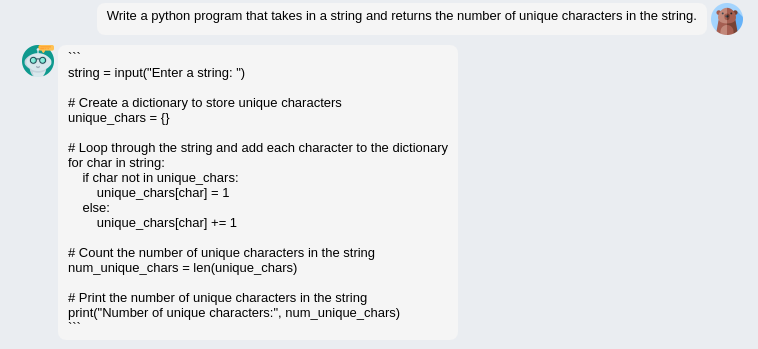 Write a python program that takes in a string and returns the number of unique characters in the string.
```
string = input("Enter a string: ")

# Create a dictionary to store unique characters
unique_chars = {}

# Loop through the string and add each character to the dictionary
for char in string:
    if char not in unique_chars:
        unique_chars[char] = 1
    else:
        unique_chars[char] += 1

# Count the number of unique characters in the string
num_unique_chars = len(unique_chars)

# Print the number of unique characters in the string
print("Number of unique characters:", num_unique_chars)
```